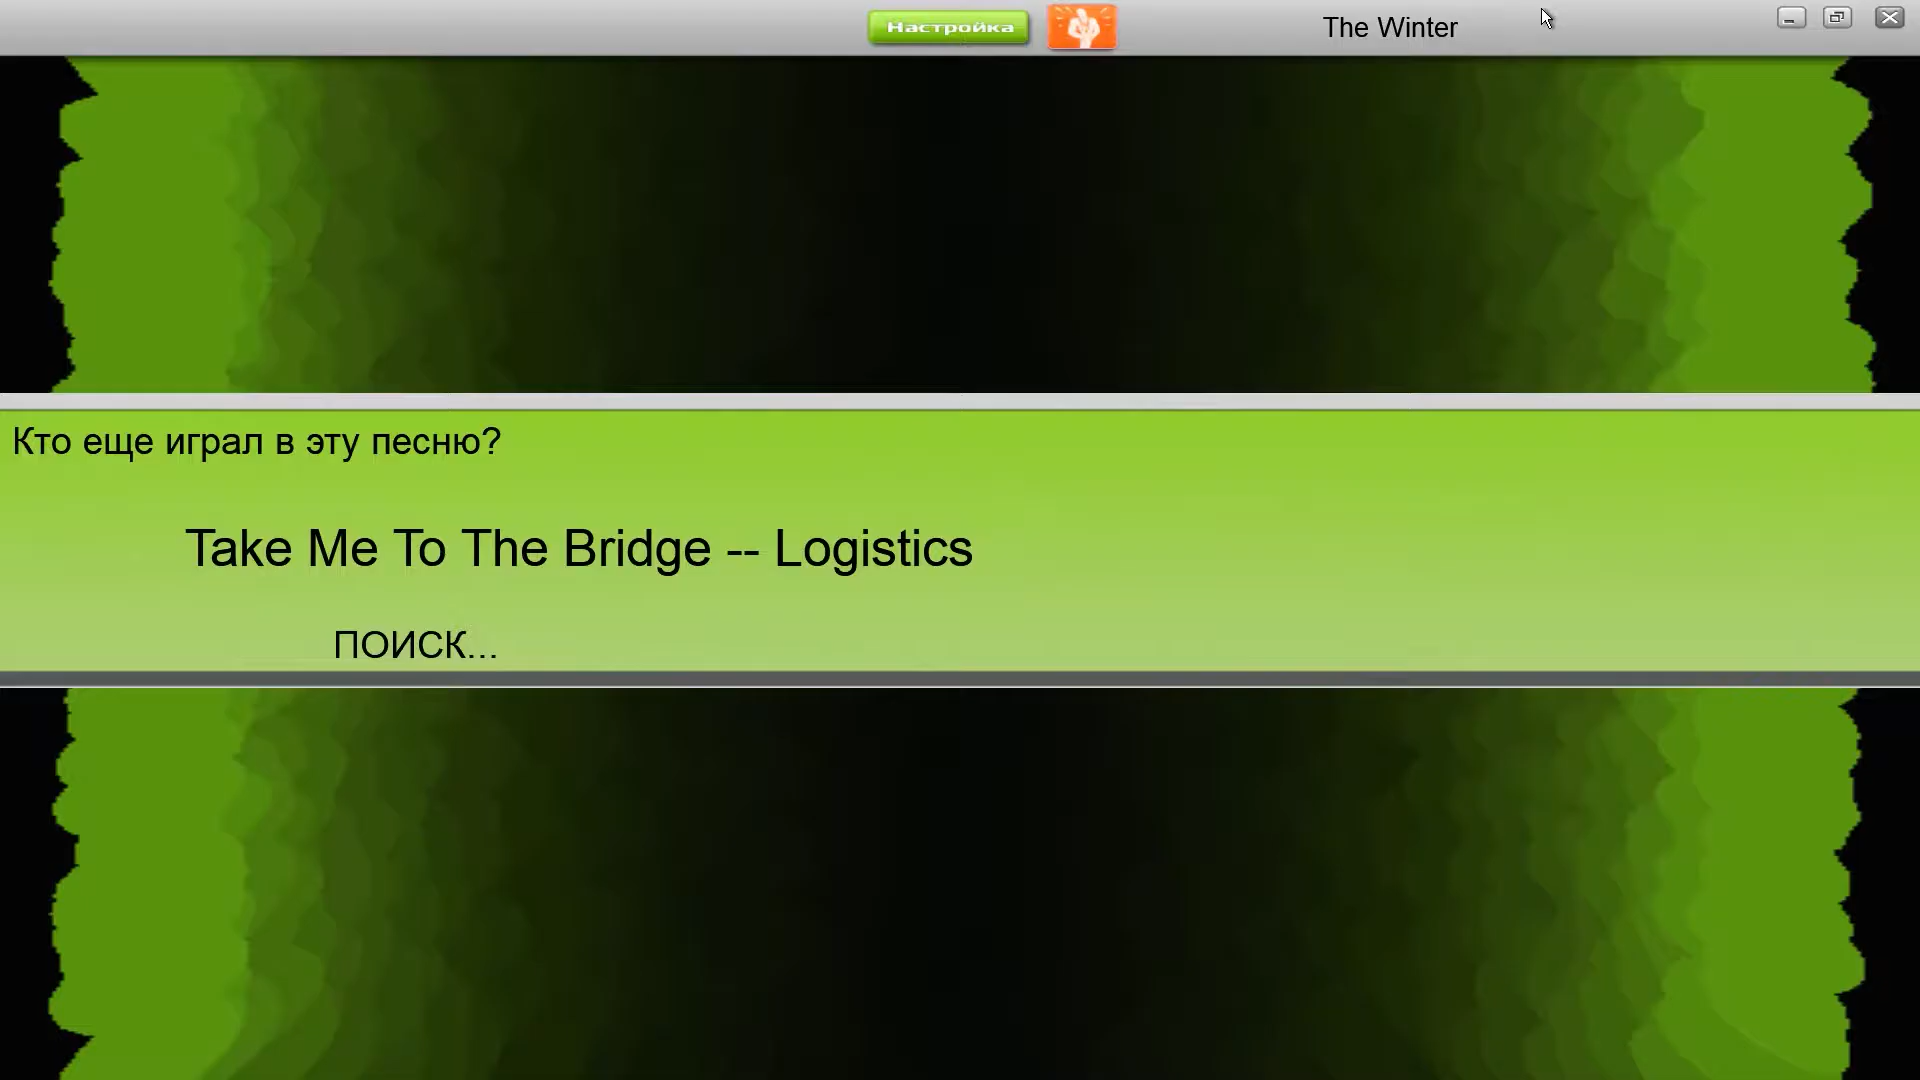 Настройка
The Winter
Кто еще играл в эту песню?
Take Me To The Bridge -- Logistics
ПОИСК...